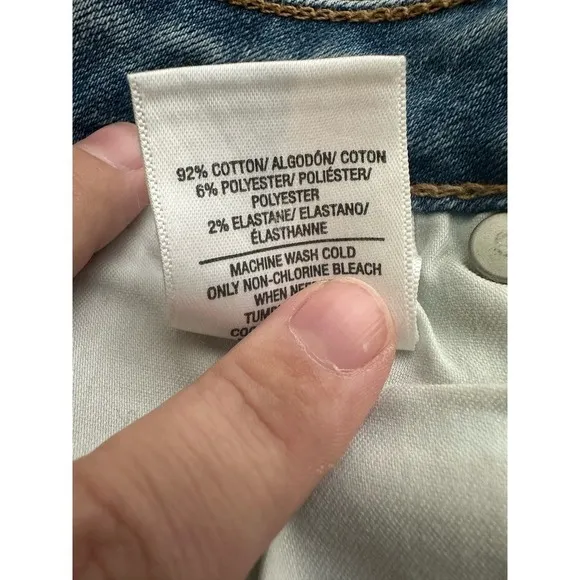 92% COTTON/ ALGODÓN/ COTON
6% POLYESTER/ POLIÉSTER/
POLYESTER
2% ELASTANE/ ELASTANO/
ÉLASTHANNE
MACHINE WASH COLD
ONLY NON-CHLORINE BLEACH
WHEN